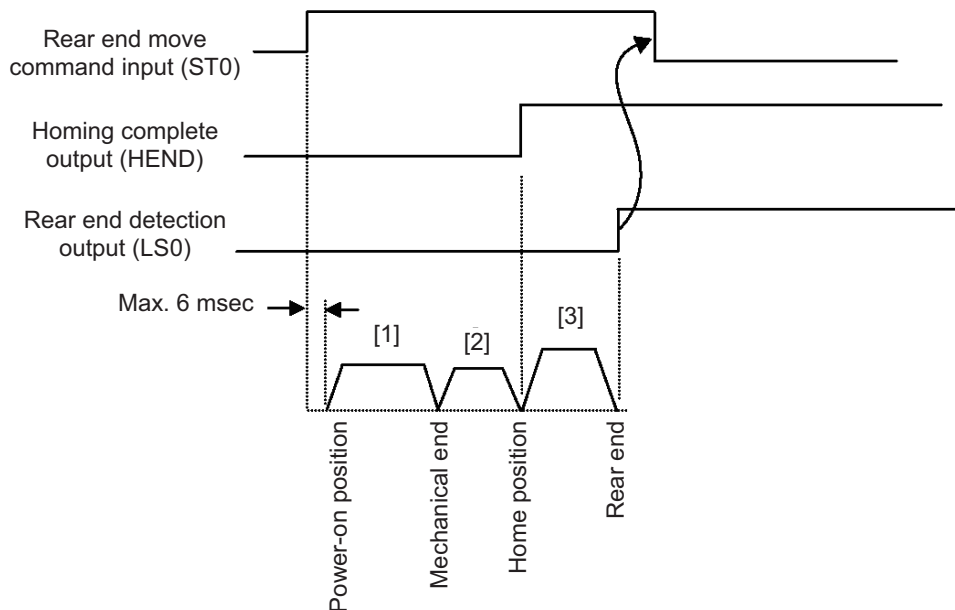 Rear end move
command input (ST0)
Homing complete
output (HEND)
Rear end detection
output (LS0)
Max. 6 msec
[1]
[2]
[3]
Power-on position
Mechanical end
Home position
Rear end